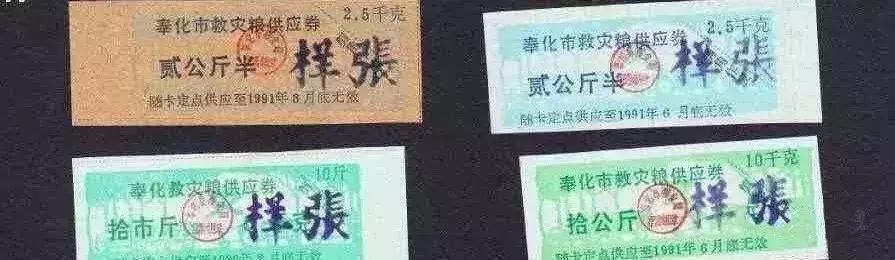 奉化市救灾粮供应券
2.5千克
贰公斤半
样張
随卡定点供应至1991年8月底无效
奉化市救灾粮供应券
2.5千克
贰公斤半
样張
随卡定点供应至1991年6月底无效
奉化救灾粮供应券
10斤
拾市斤
样張
奉化市救灾粮供应券
10千克
拾公斤
样張
随卡定点供应至1991年6月底无效